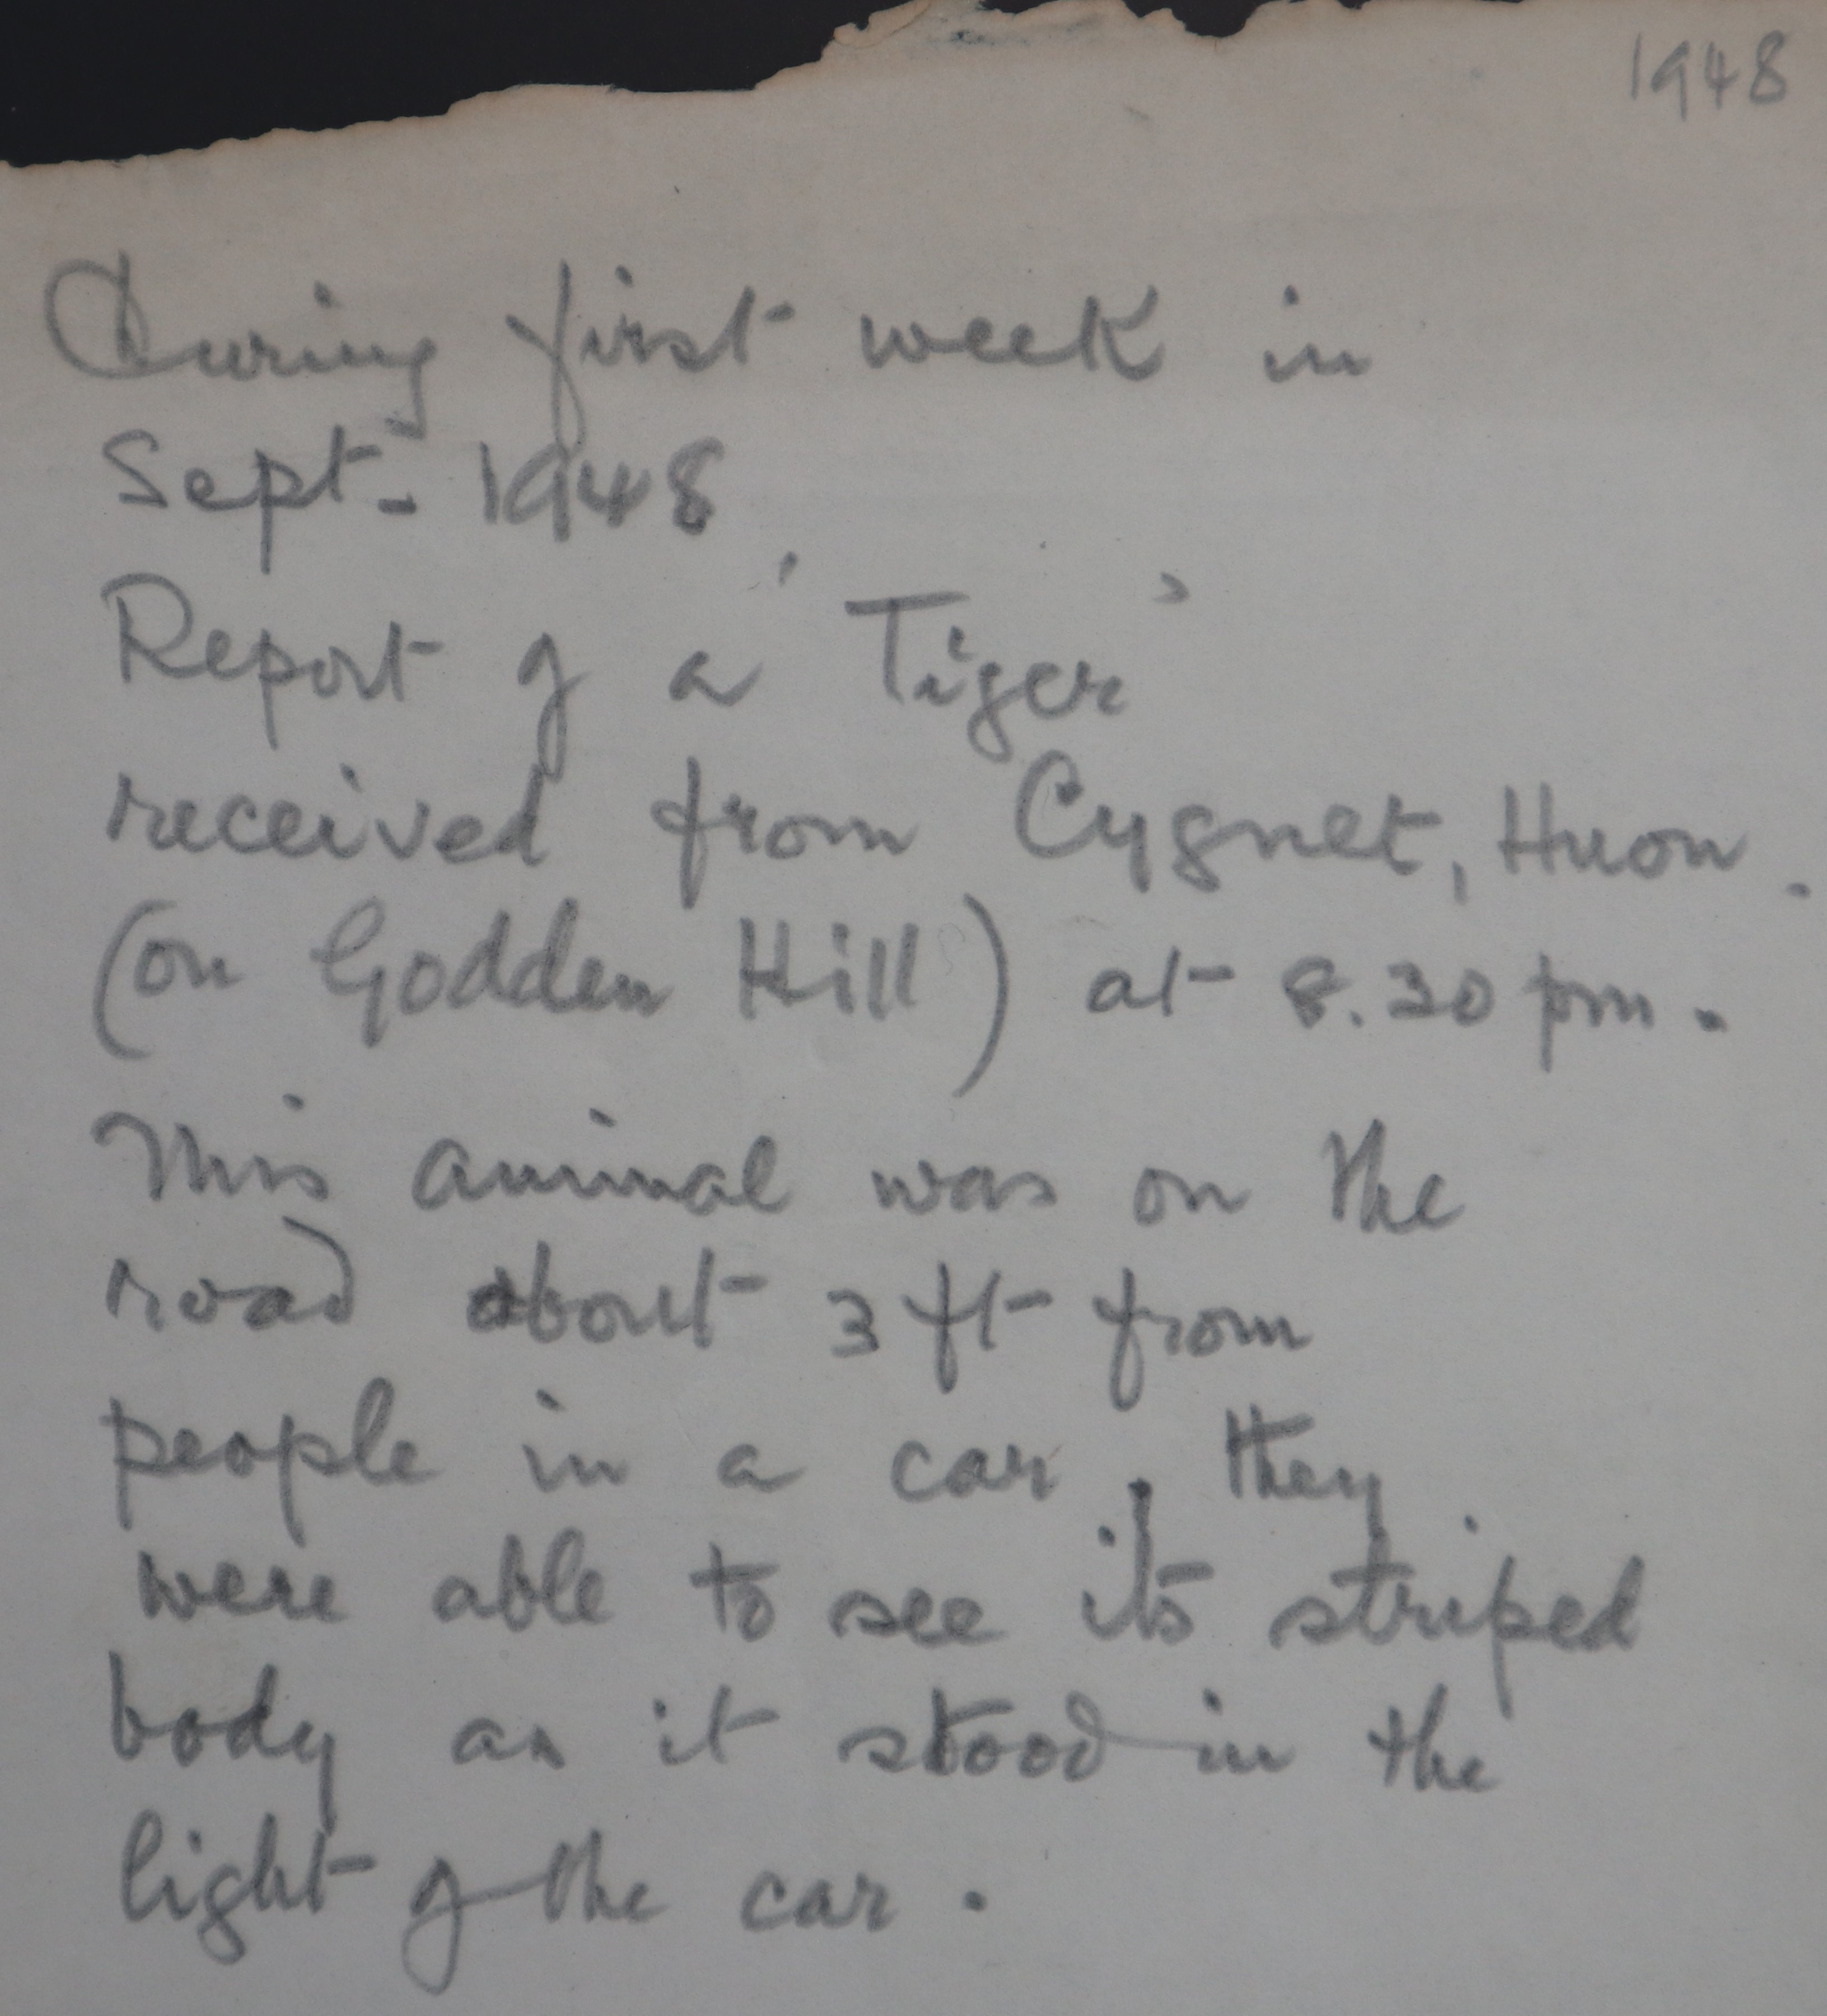 1948
During first week in
Sept. 1948
Report of a 'Tiger'
received from Cygnet, Huon.
(on Godden Hill) at 8.30 pm.
This animal was on the
road about 3 ft from
people in a car, they
were able to see its striped
body as it stood in the
light of the car.